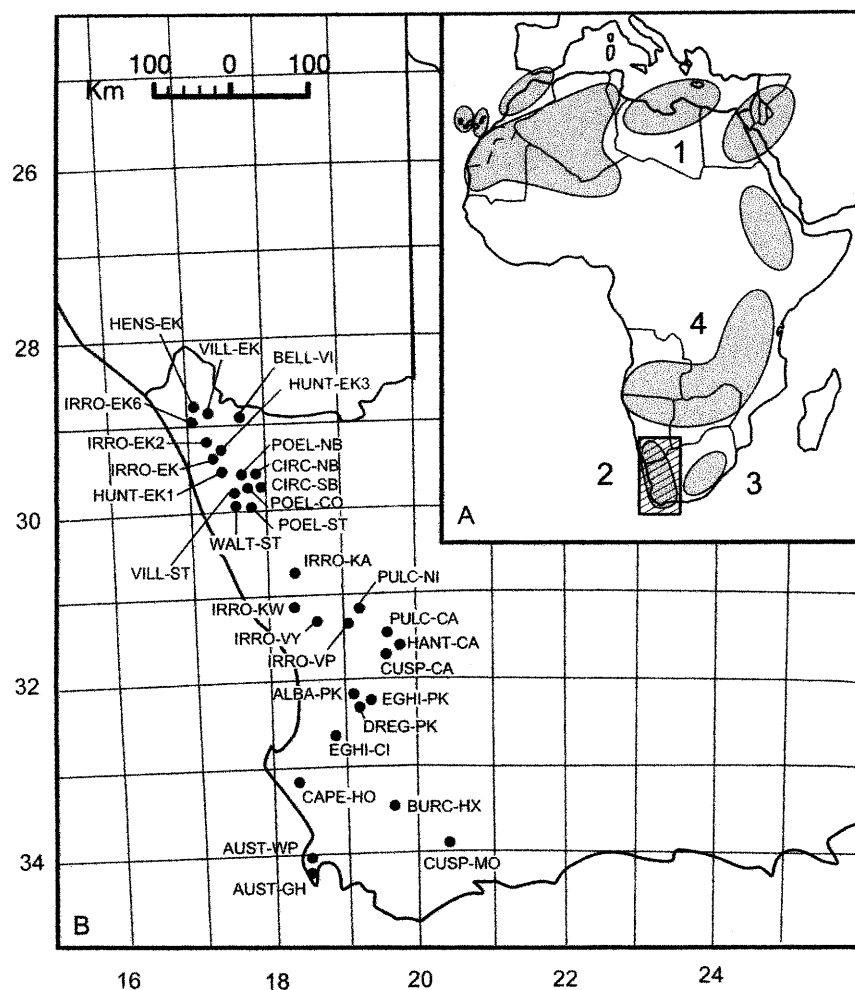 100 0 100
Km
26
28
30
32
34
16 18 20 22 24
A
1
4
2
3
B
HENS-EK
VILL-EK
BELL-VI
HUNT-EK3
IRRO-EK6
IRRO-EK2
POEL-NB
IRRO-EK
CIRC-NB
HUNT-EK1
CIRC-SB
POEL-CO
POEL-ST
WALT-ST
VILL-ST
IRRO-KA
PULC-NI
IRRO-KW
PULC-CA
IRRO-VY
HANT-CA
IRRO-VP
CUSP-CA
ALBA-PK
EGHI-PK
DREG-PK
EGHI-CI
CAPE-HO
BURC-HX
AUST-WP
CUSP-MO
AUST-GH